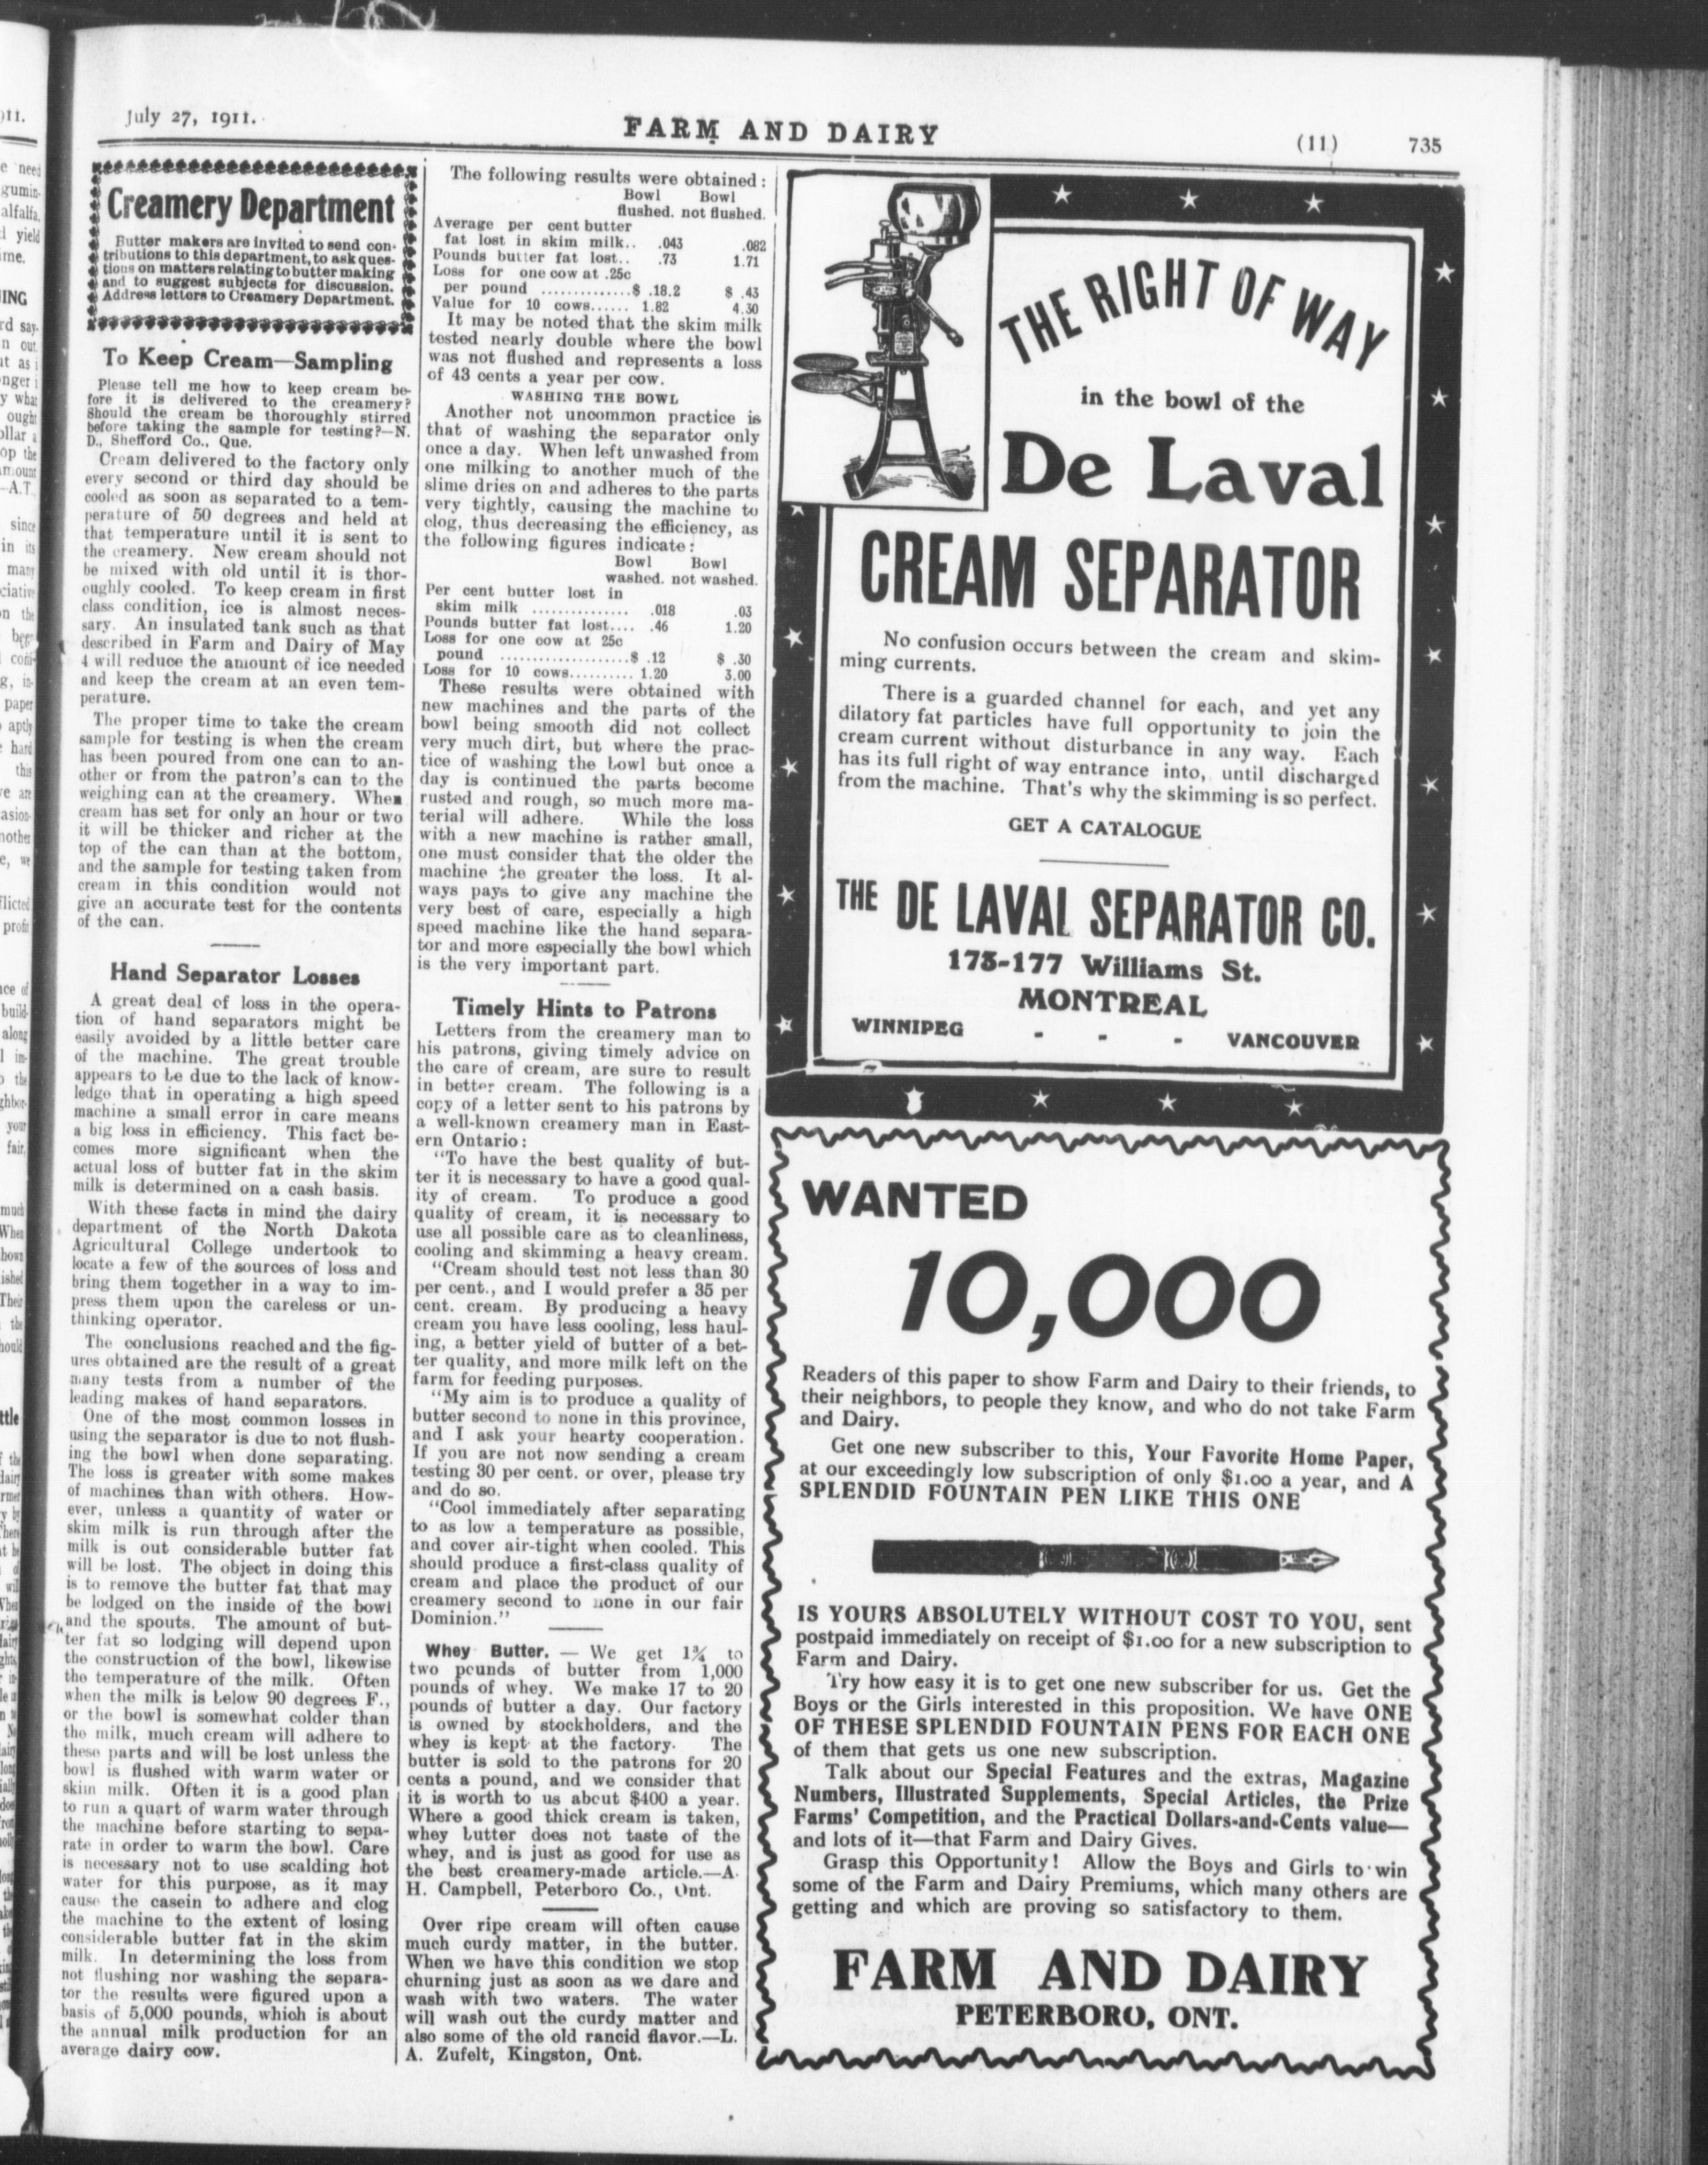 July 27, 1911.
FARM AND DAIRY
(11) 735
Creamery Department
Butter makers are invited to send con-
tributions to this department, to ask ques-
tions on matters relating to butter making
and to suggest subjects for discussion.
Address letters to Creamery Department.
To Keep Cream—Sampling
Please tell me how to keep cream be-
fore it is delivered to the creamery?
Should the cream be thoroughly stirred
before taking the sample for testing?—N.
D., Shefford Co., Que.
Cream delivered to the factory only
every second or third day should be
cooled as soon as separated to a tem-
perature of 50 degrees and held at
that temperature until it is sent to
the creamery. New cream should not
be mixed with old until it is thor-
oughly cooled. To keep cream in first
class condition, ice is almost neces-
sary. An insulated tank such as that
described in Farm and Dairy of May
4 will reduce the amount of ice needed
and keep the cream at an even tem-
perature.
The proper time to take the cream
sample for testing is when the cream
has been poured from one can to an-
other or from the patron's can to the
weighing can at the creamery. When
cream has set for only an hour or two
it will be thicker and richer at the
top of the can than at the bottom,
and the sample for testing taken from
cream in this condition would not
give an accurate test for the contents
of the can.
Hand Separator Losses
A great deal of loss in the opera-
tion of hand separators might be
easily avoided by a little better care
of the machine. The great trouble
appears to be due to the lack of know-
ledge that in operating a high speed
machine a small error in care means
a big loss in efficiency. This fact be-
comes more significant when the
actual loss of butter fat in the skim
milk is determined on a cash basis.
With these facts in mind the dairy
department of the North Dakota
Agricultural College undertook to
locate a few of the sources of loss and
bring them together in a way to im-
press them upon the careless or un-
thinking operator.
The conclusions reached and the fig-
ures obtained are the result of a great
many tests from a number of the
leading makes of hand separators.
One of the most common losses in
using the separator is due to not flush-
ing the bowl when done separating.
The loss is greater with some makes
of machines than with others. How-
ever, unless a quantity of water or
skim milk is run through after the
milk is out considerable butter fat
will be lost. The object in doing this
is to remove the butter fat that may
be lodged on the inside of the bowl
and the spouts. The amount of but-
ter fat so lodging will depend upon
the construction of the bowl, likewise
the temperature of the milk. Often
when the milk is below 90 degrees F.,
or the bowl is somewhat colder than
the milk, much cream will adhere to
these parts and will be lost unless the
bowl is flushed with warm water or
skim milk. Often it is a good plan
to run a quart of warm water through
the machine before starting to sepa-
rate in order to warm the bowl. Care
is necessary not to use scalding hot
water for this purpose, as it may
cause the casein to adhere and clog
the machine to the extent of losing
considerable butter fat in the skim
milk. In determining the loss from
not flushing nor washing the separa-
tor the results were figured upon a
basis of 5,000 pounds, which is about
the annual milk production for an
average dairy cow.
The following results were obtained:
Bowl Bowl
flushed. not flushed.
Average per cent butter
fat lost in skim milk.. .043 .082
Pounds butter fat lost.. .73 1.71
Loss for one cow at .25c
per pound .............$ .18.2 $ .43
Value for 10 cows...... 1.82 4.30
It may be noted that the skim milk
tested nearly double where the bowl
was not flushed and represents a loss
of 43 cents a year per cow.
WASHING THE BOWL
Another not uncommon practice is
that of washing the separator only
once a day. When left unwashed from
one milking to another much of the
slime dries on and adheres to the parts
very tightly, causing the machine to
clog, thus decreasing the efficiency, as
the following figures indicate:
Bowl Bowl
washed. not washed.
Per cent butter lost in
skim milk ............... .018 .03
Pounds butter fat lost.... .46 1.20
Loss for one cow at 25c
pound ...................$ .12 $ .30
Loss for 10 cows.......... 1.20 3.00
These results were obtained with
new machines and the parts of the
bowl being smooth did not collect
very much dirt, but where the prac-
tice of washing the bowl but once a
day is continued the parts become
rusted and rough, so much more ma-
terial will adhere. While the loss
with a new machine is rather small,
one must consider that the older the
machine the greater the loss. It al-
ways pays to give any machine the
very best of care, especially a high
speed machine like the hand separa-
tor and more especially the bowl which
is the very important part.
Timely Hints to Patrons
Letters from the creamery man to
his patrons, giving timely advice on
the care of cream, are sure to result
in better cream. The following is a
copy of a letter sent to his patrons by
a well-known creamery man in East-
ern Ontario:
"To have the best quality of but-
ter it is necessary to have a good qual-
ity of cream. To produce a good
quality of cream, it is necessary to
use all possible care as to cleanliness,
cooling and skimming a heavy cream.
"Cream should test not less than 30
per cent., and I would prefer a 35 per
cent. cream. By producing a heavy
cream you have less cooling, less haul-
ing, a better yield of butter of a bet-
ter quality, and more milk left on the
farm for feeding purposes.
"My aim is to produce a quality of
butter second to none in this province,
and I ask your hearty cooperation.
If you are not now sending a cream
testing 30 per cent. or over, please try
and do so.
"Cool immediately after separating
to as low a temperature as possible,
and cover air-tight when cooled. This
should produce a first-class quality of
cream and place the product of our
creamery second to none in our fair
Dominion."
Whey Butter. — We get 1¾ to
two pounds of butter from 1,000
pounds of whey. We make 17 to 20
pounds of butter a day. Our factory
is owned by stockholders, and the
whey is kept at the factory. The
butter is sold to the patrons for 20
cents a pound, and we consider that
it is worth to us about $400 a year.
Where a good thick cream is taken,
whey butter does not taste of the
whey, and is just as good for use as
the best creamery-made article.—A.
H. Campbell, Peterboro Co., Ont.
Over ripe cream will often cause
much curdy matter, in the butter.
When we have this condition we stop
churning just as soon as we dare and
wash with two waters. The water
will wash out the curdy matter and
also some of the old rancid flavor.—L.
A. Zufelt, Kingston, Ont.
THE RIGHT OF WAY
in the bowl of the
De Laval
CREAM SEPARATOR
No confusion occurs between the cream and skim-
ming currents.
There is a guarded channel for each, and yet any
dilatory fat particles have full opportunity to join the
cream current without disturbance in any way. Each
has its full right of way entrance into, until discharged
from the machine. That's why the skimming is so perfect.
GET A CATALOGUE
THE DE LAVAL SEPARATOR CO.
173-177 Williams St.
MONTREAL
WINNIPEG - - - VANCOUVER
WANTED
10,000
Readers of this paper to show Farm and Dairy to their friends, to
their neighbors, to people they know, and who do not take Farm
and Dairy.
Get one new subscriber to this, Your Favorite Home Paper,
at our exceedingly low subscription of only $1.00 a year, and A
SPLENDID FOUNTAIN PEN LIKE THIS ONE
IS YOURS ABSOLUTELY WITHOUT COST TO YOU, sent
postpaid immediately on receipt of $1.00 for a new subscription to
Farm and Dairy.
Try how easy it is to get one new subscriber for us. Get the
Boys or the Girls interested in this proposition. We have ONE
OF THESE SPLENDID FOUNTAIN PENS FOR EACH ONE
of them that gets us one new subscription.
Talk about our Special Features and the extras, Magazine
Numbers, Illustrated Supplements, Special Articles, the Prize
Farms' Competition, and the Practical Dollars-and-Cents value—
and lots of it—that Farm and Dairy Gives.
Grasp this Opportunity! Allow the Boys and Girls to win
some of the Farm and Dairy Premiums, which many others are
getting and which are proving so satisfactory to them.
FARM AND DAIRY
PETERBORO, ONT.